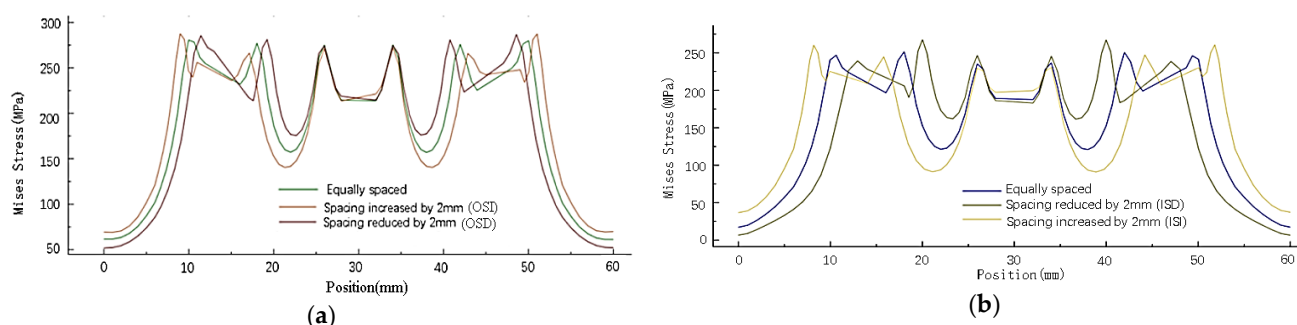 300
250
200
150
100
50
Mises Stress(MPa)
Equally spaced
Spacing increased by 2mm (OSI)
Spacing reduced by 2mm (OSD)
0 10 20 30 40 50 60
Position(mm)
(a)
250
200
150
100
50
0
Mises Stress(MPa)
Equally spaced
Spacing reduced by 2mm (ISD)
Spacing increased by 2mm (ISI)
0 10 20 30 40 50 60
Position(mm)
(b)